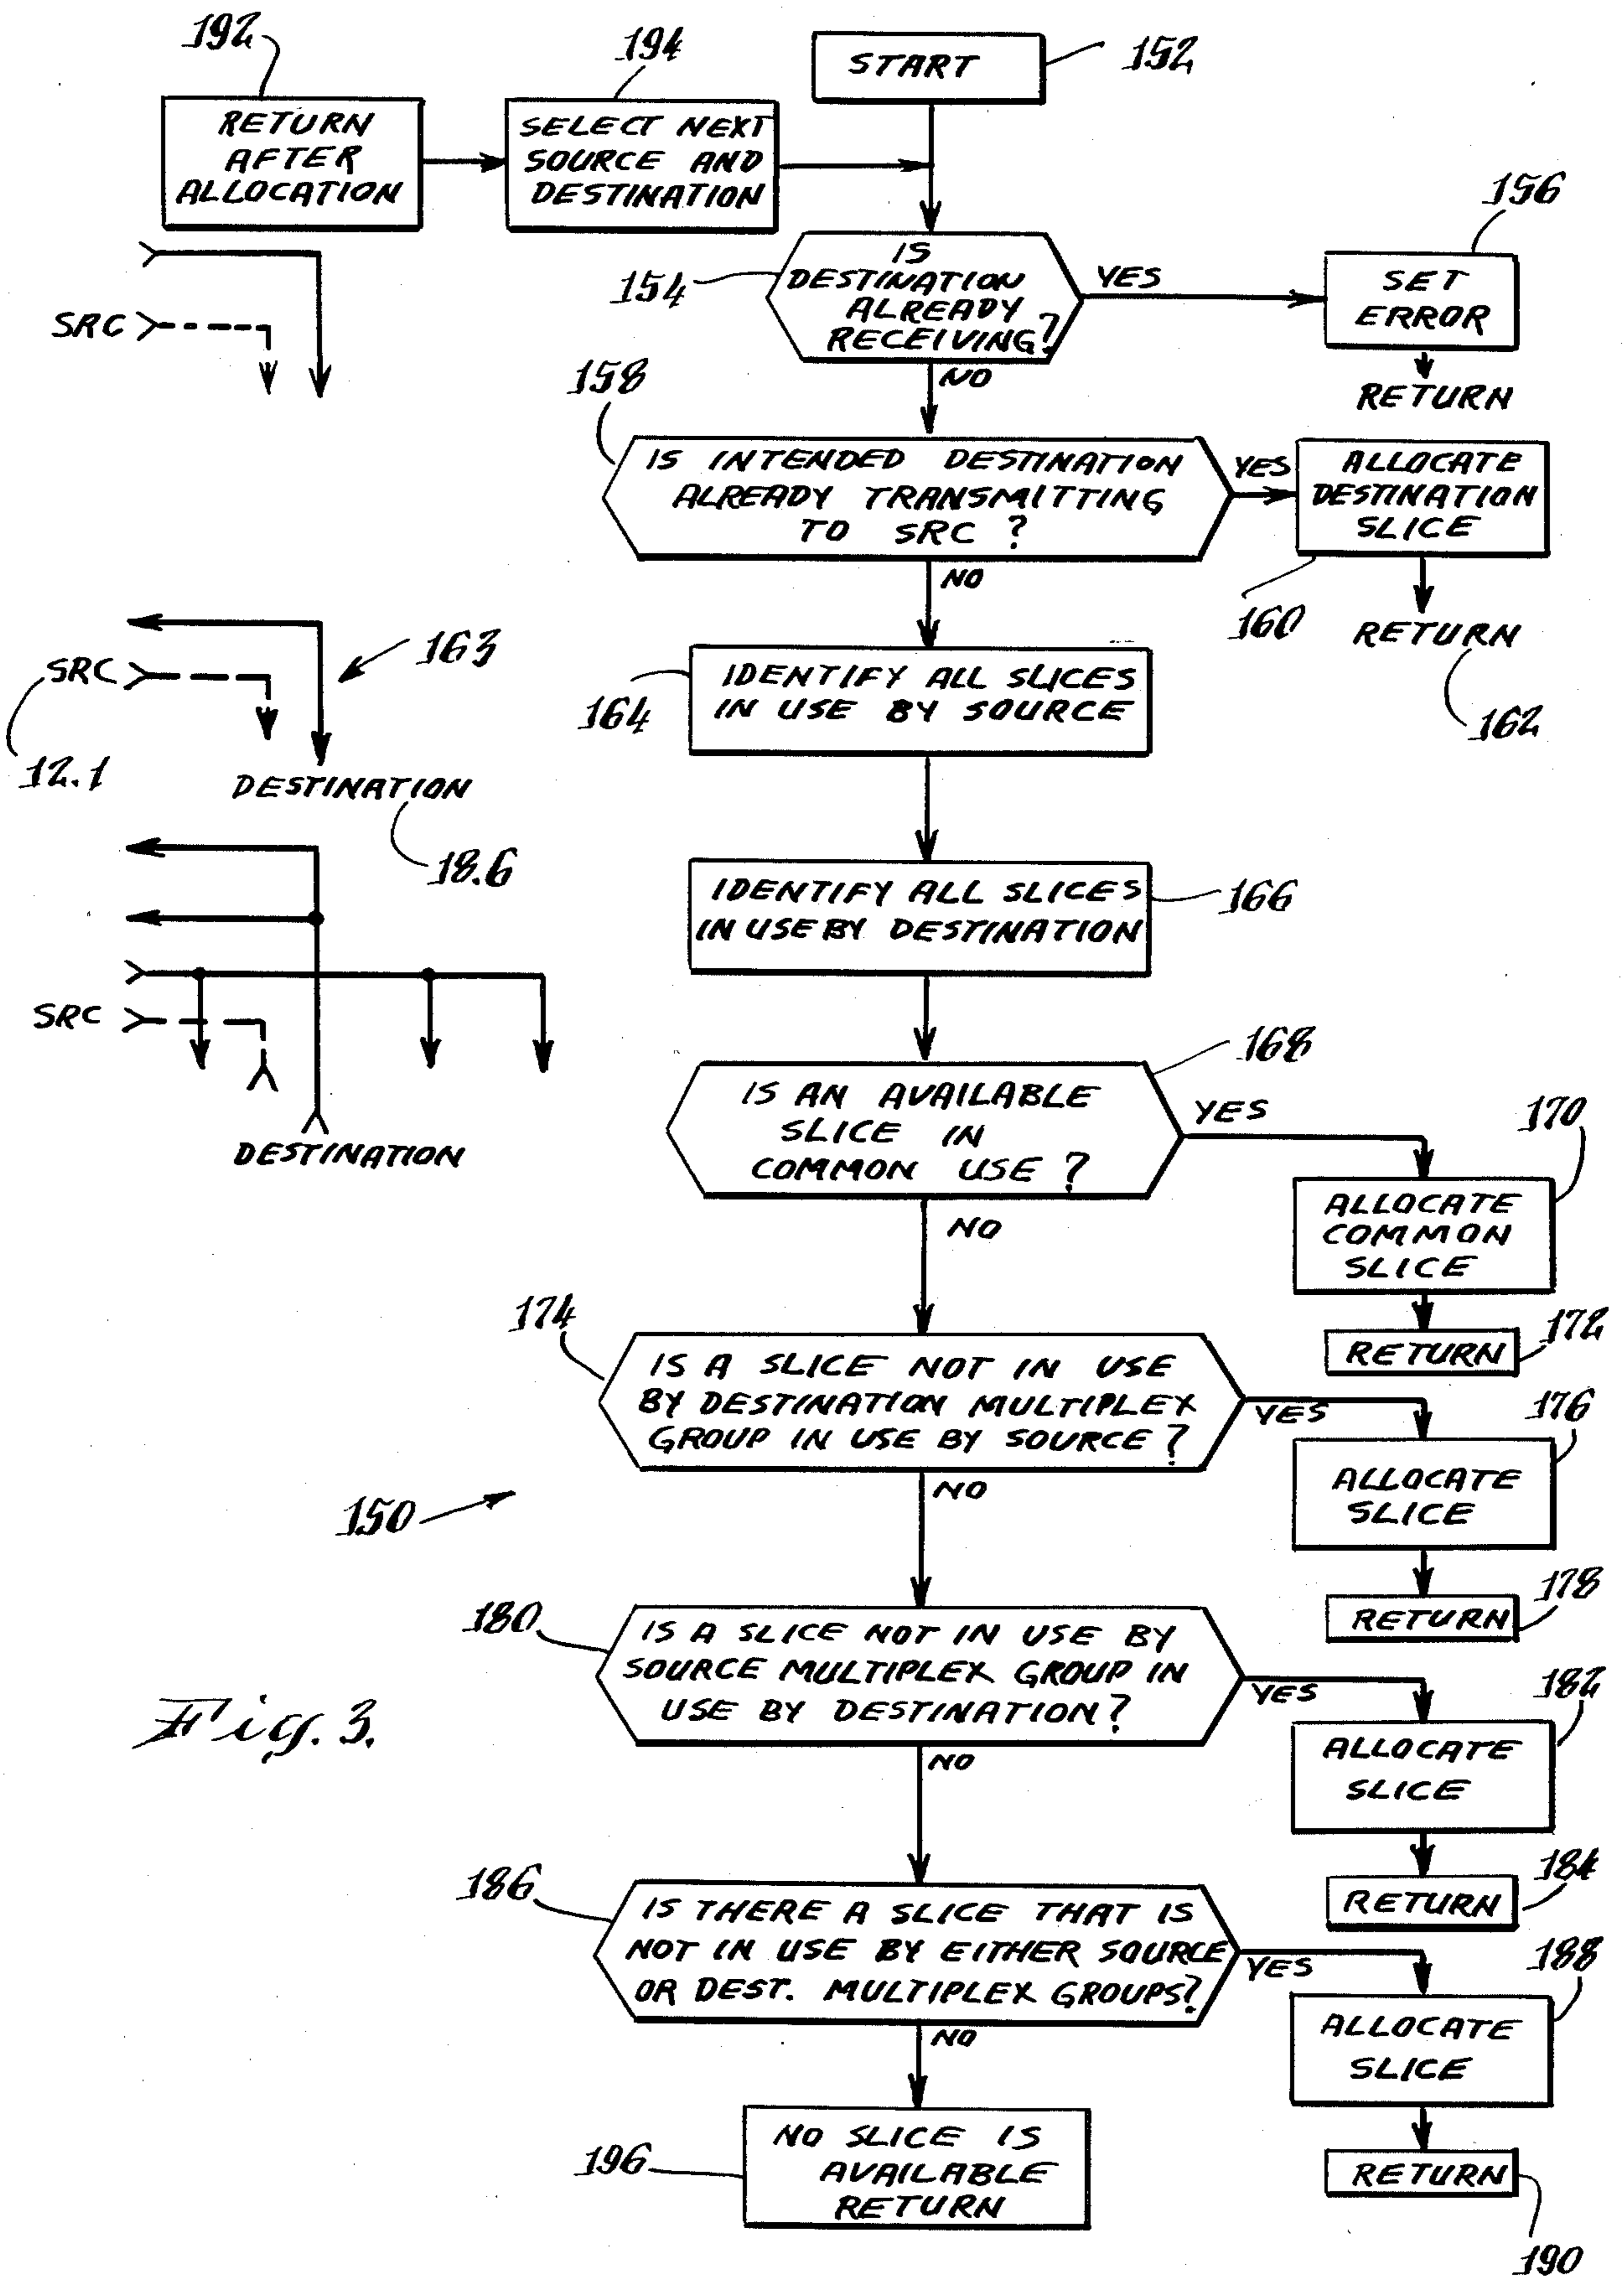 192
194
START
152
RETURN
AFTER
ALLOCATION
SELECT NEXT
SOURCE AND
DESTINATION
156
154
IS
DESTINATION
ALREADY
RECEIVING?
YES
SET
ERROR
RETURN
NO
SRC
158
IS INTENDED DESTINATION
ALREADY TRANSMITTING
TO SRC ?
YES
ALLOCATE
DESTINATION
SLICE
160
RETURN
162
NO
163
SRC
12.1
DESTINATION
18.6
164
IDENTIFY ALL SLICES
IN USE BY SOURCE
IDENTIFY ALL SLICES
IN USE BY DESTINATION
166
SRC
DESTINATION
168
IS AN AVAILABLE
SLICE IN
COMMON USE ?
YES
170
ALLOCATE
COMMON
SLICE
172
RETURN
NO
174
IS A SLICE NOT IN USE
BY DESTINATION MULTIPLEX
GROUP IN USE BY SOURCE ?
YES
176
ALLOCATE
SLICE
178
RETURN
NO
150
180
IS A SLICE NOT IN USE BY
SOURCE MULTIPLEX GROUP IN
USE BY DESTINATION?
YES
182
ALLOCATE
SLICE
184
RETURN
NO
Fig. 3.
186
IS THERE A SLICE THAT IS
NOT IN USE BY EITHER SOURCE
OR DEST. MULTIPLEX GROUPS?
YES
188
ALLOCATE
SLICE
RETURN
190
NO
196
NO SLICE IS
AVAILABLE
RETURN